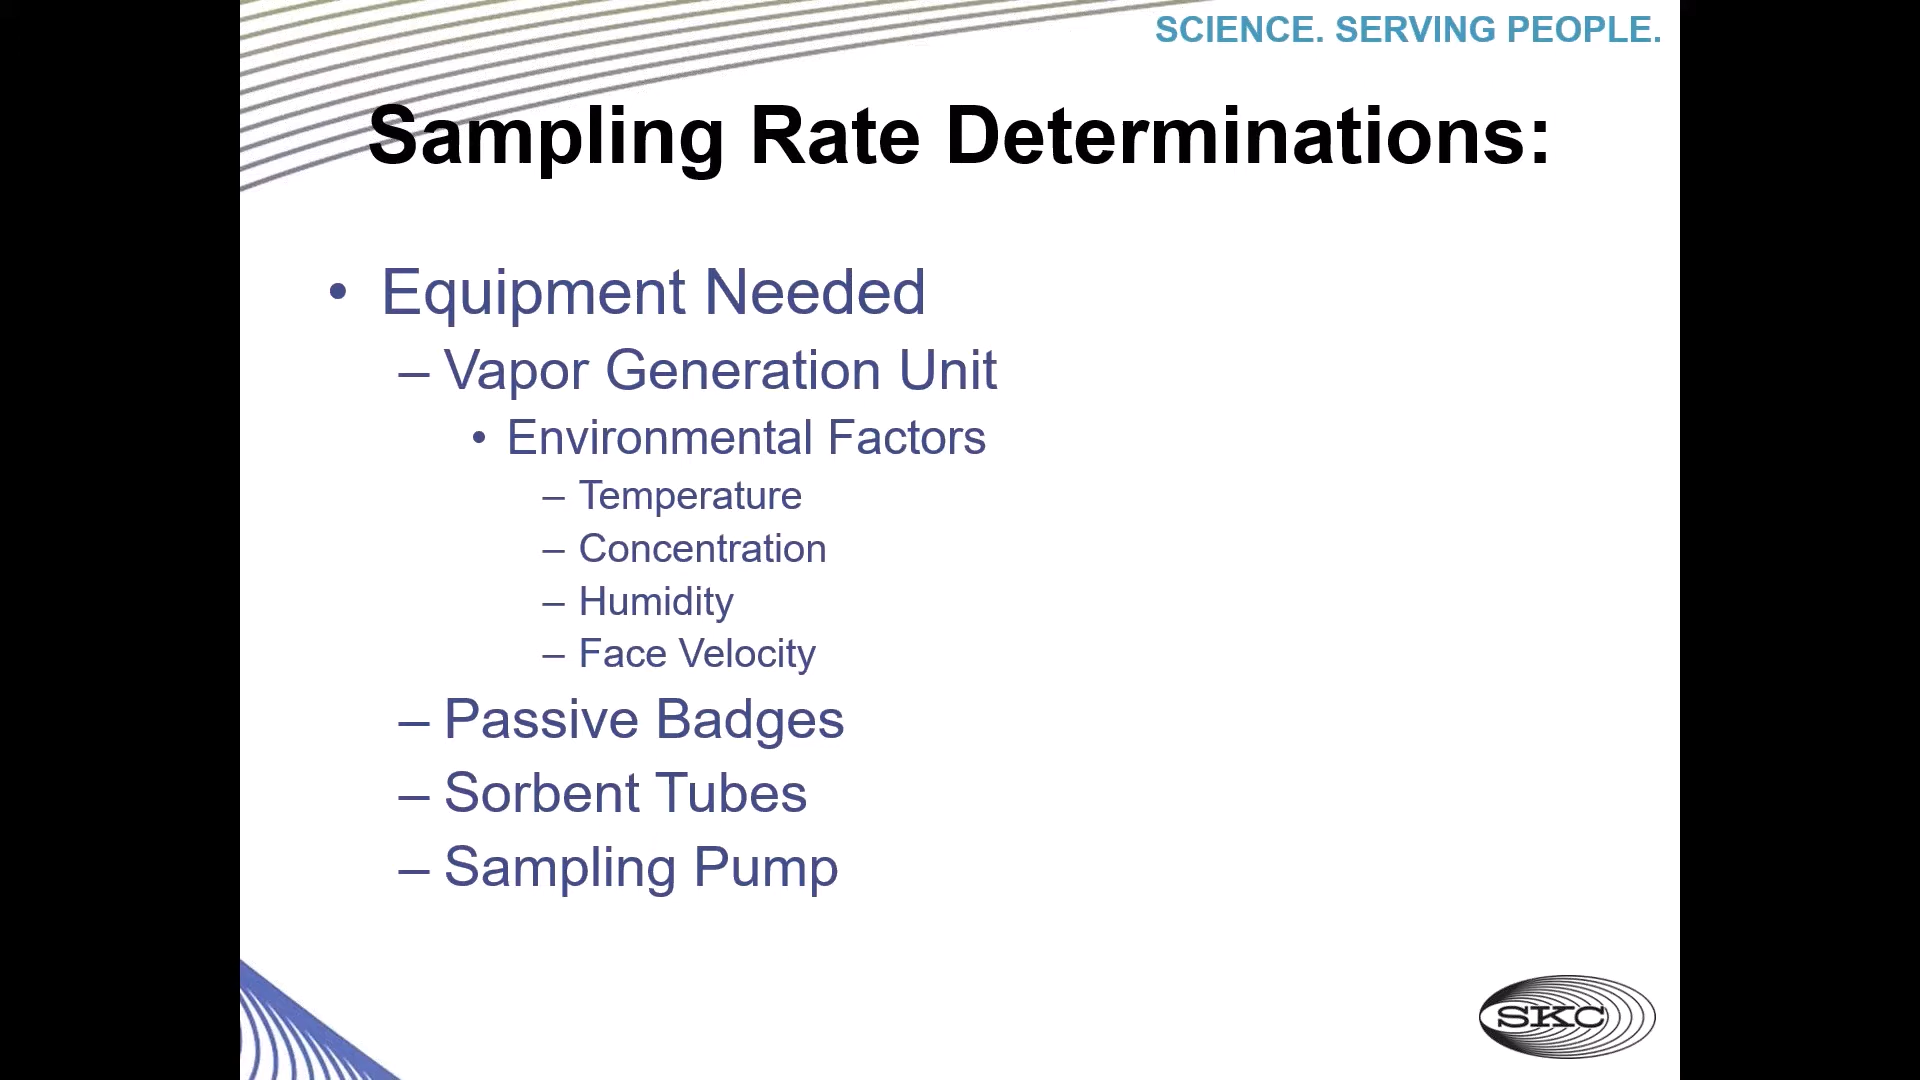 SCIENCE. SERVING PEOPLE.
Sampling Rate Determinations:
• Equipment Needed
– Vapor Generation Unit
• Environmental Factors
– Temperature
– Concentration
– Humidity
– Face Velocity
– Passive Badges
– Sorbent Tubes
– Sampling Pump
SKC